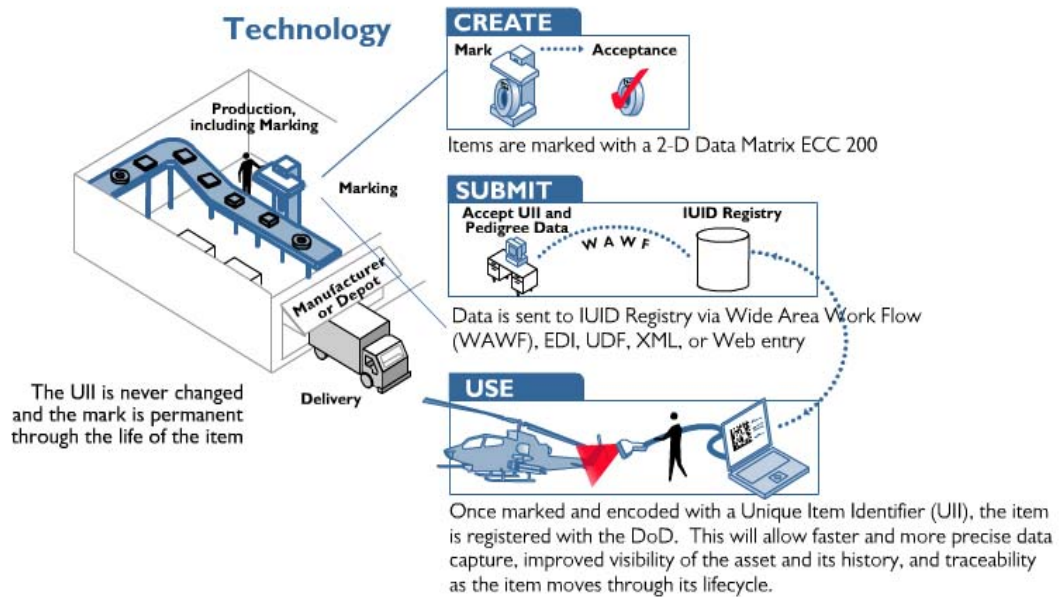 Technology
CREATE
Mark
Acceptance
Items are marked with a 2-D Data Matrix ECC 200
Production,
including Marking
Marking
SUBMIT
Accept UII and
Pedigree Data
WAWF
IUID Registry
Data is sent to IUID Registry via Wide Area Work Flow
(WAWF), EDI, UDF, XML, or Web entry
Manufacturer
or Depot
Delivery
The UII is never changed
and the mark is permanent
through the life of the item
USE
Once marked and encoded with a Unique Item Identifier (UII), the item
is registered with the DoD. This will allow faster and more precise data
capture, improved visibility of the asset and its history, and traceability
as the item moves through its lifecycle.